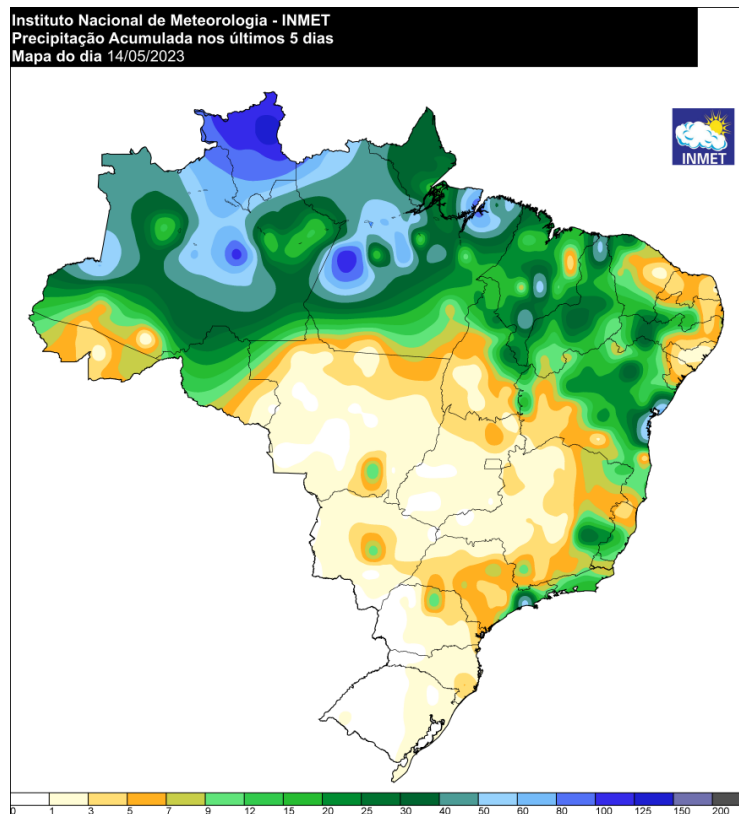 Instituto Nacional de Meteorologia - INMET
Precipitação Acumulada nos últimos 5 dias
Mapa do dia 14/05/2023
INMET
0 1 3 5 7 9 12 15 20 25 30 40 50 60 80 100 125 150 200